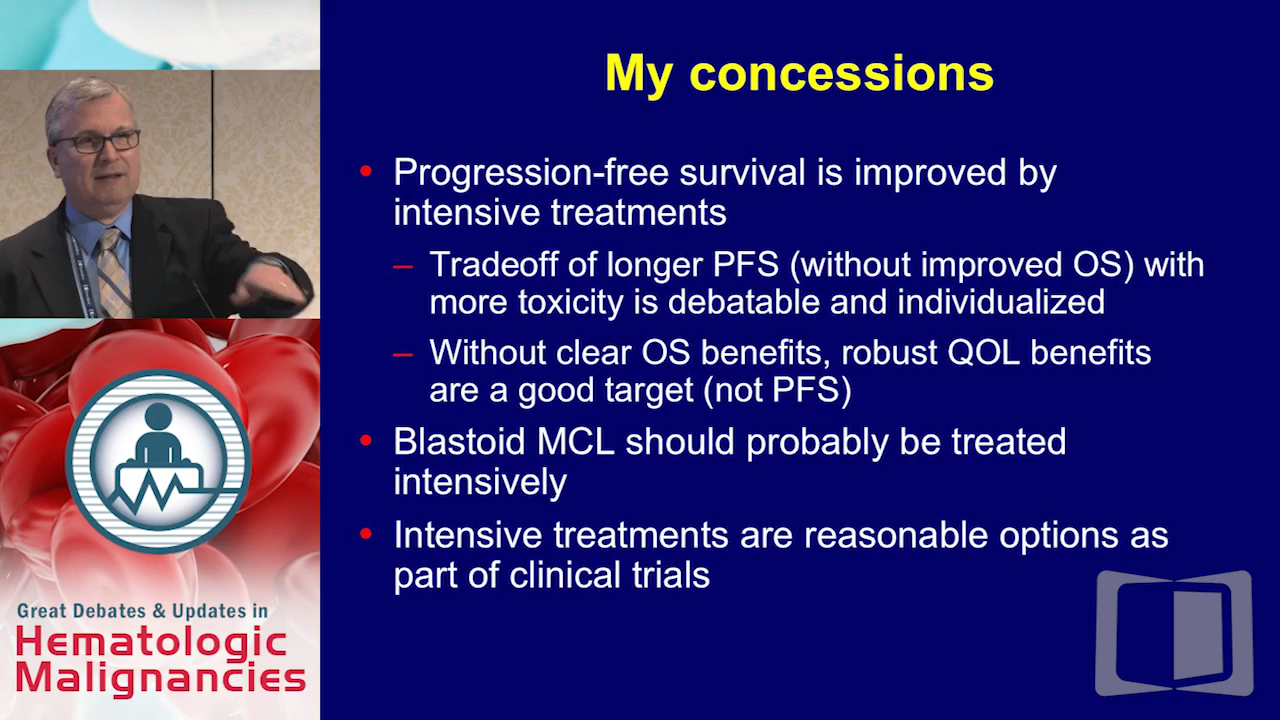 My concessions
• Progression-free survival is improved by
intensive treatments
– Tradeoff of longer PFS (without improved OS) with
more toxicity is debatable and individualized
– Without clear OS benefits, robust QOL benefits
are a good target (not PFS)
• Blastoid MCL should probably be treated
intensively
• Intensive treatments are reasonable options as
part of clinical trials
Great Debates & Updates in
Hematologic
Malignancies